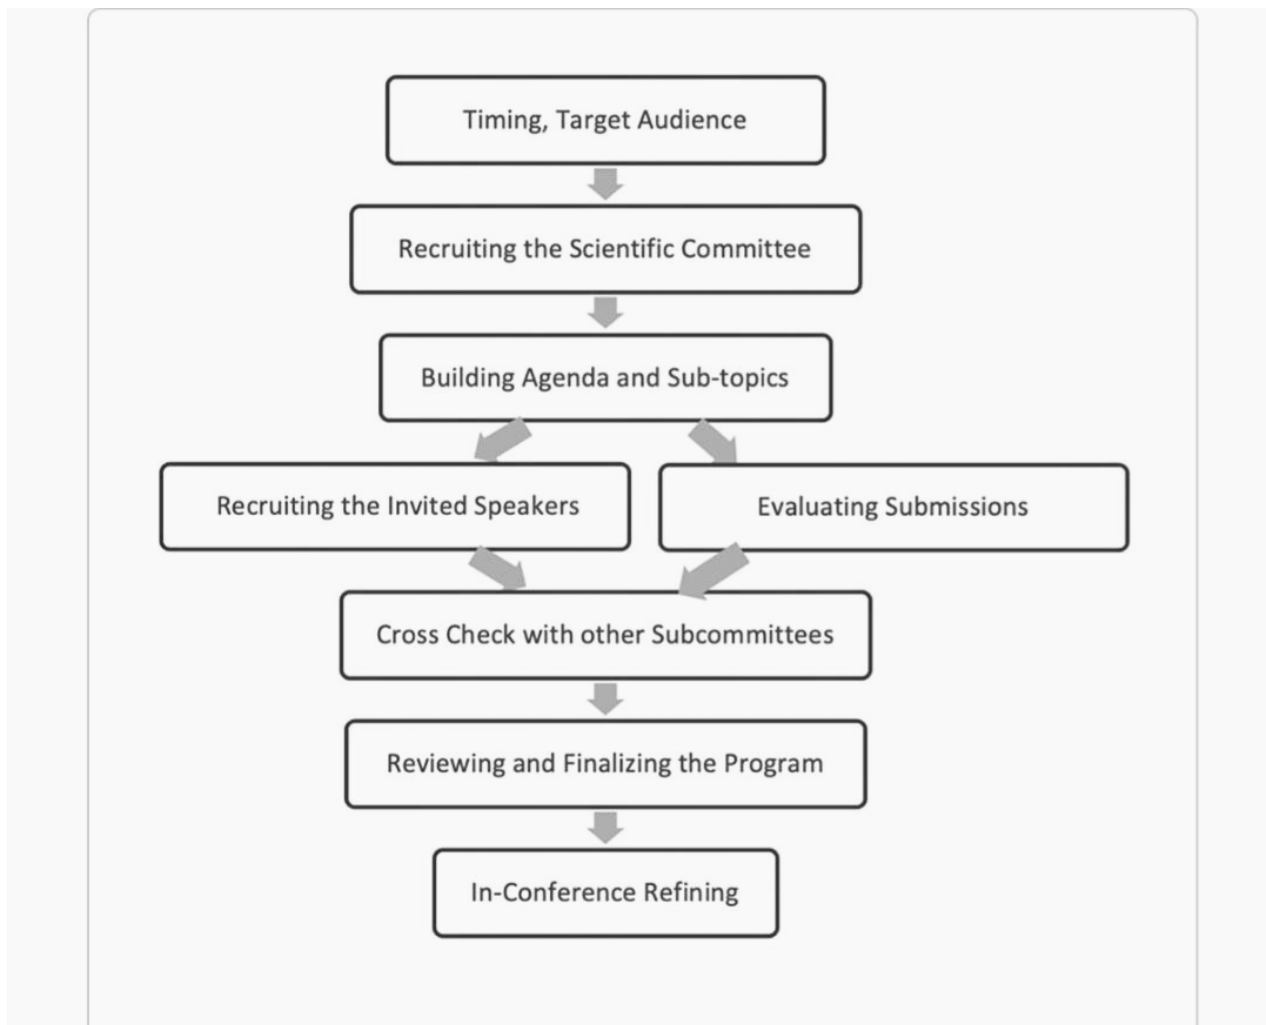 Timing, Target Audience
Recruiting the Scientific Committee
Building Agenda and Sub-topics
Recruiting the Invited Speakers
Evaluating Submissions
Cross Check with other Subcommittees
Reviewing and Finalizing the Program
In-Conference Refining